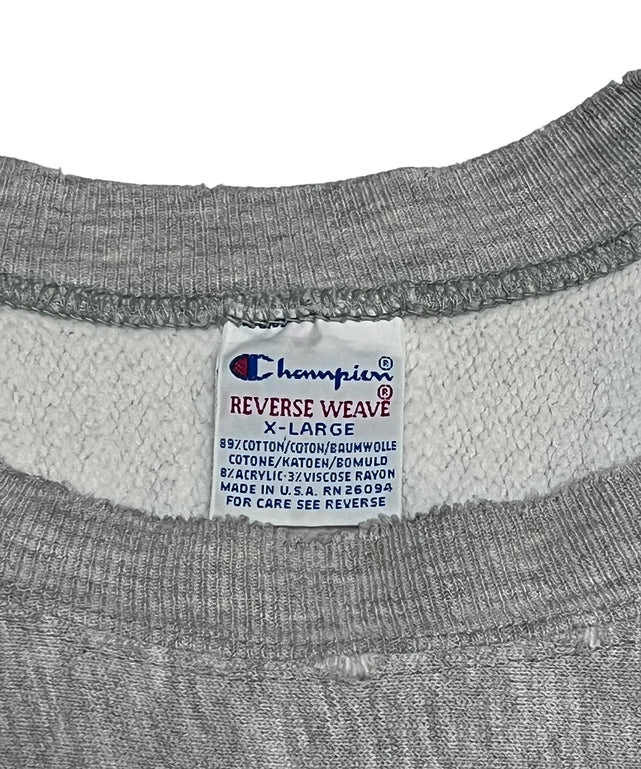 Champion®
REVERSE WEAVE®
X-LARGE
89% COTTON/COTON/BAUMWOLLE
COTONE/KATOEN/BOMULD
8% ACRYLIC-3% VISCOSE RAYON
MADE IN U.S.A. RN 26094
FOR CARE SEE REVERSE